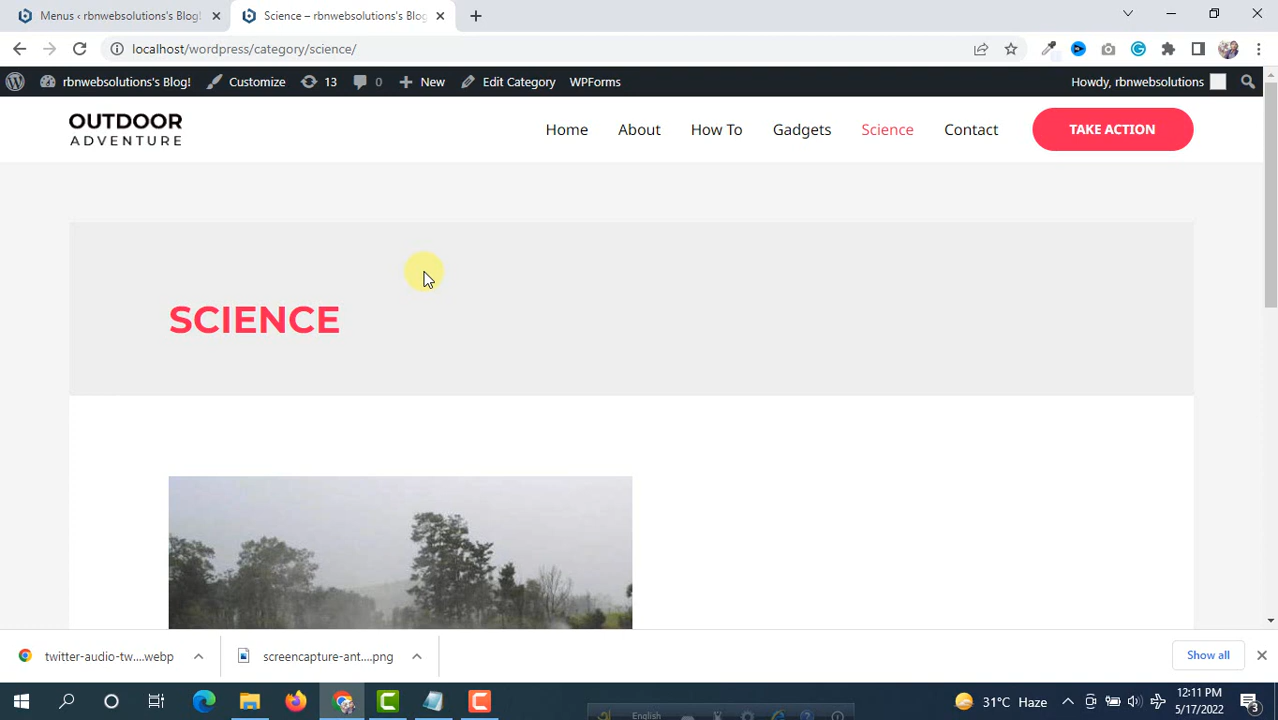 Menus ‹ rbnwebsolutions's Blog!
Science – rbnwebsolutions's Blog
localhost/wordpress/category/science/
rbnwebsolutions's Blog!
Customize
13
0
New
Edit Category
WPForms
Howdy, rbnwebsolutions
OUTDOOR
ADVENTURE
Home
About
How To
Gadgets
Science
Contact
TAKE ACTION
SCIENCE
twitter-audio-tw....webp
screencapture-ant....png
Show all
English
31°C Haze
12:11 PM
5/17/2022
3